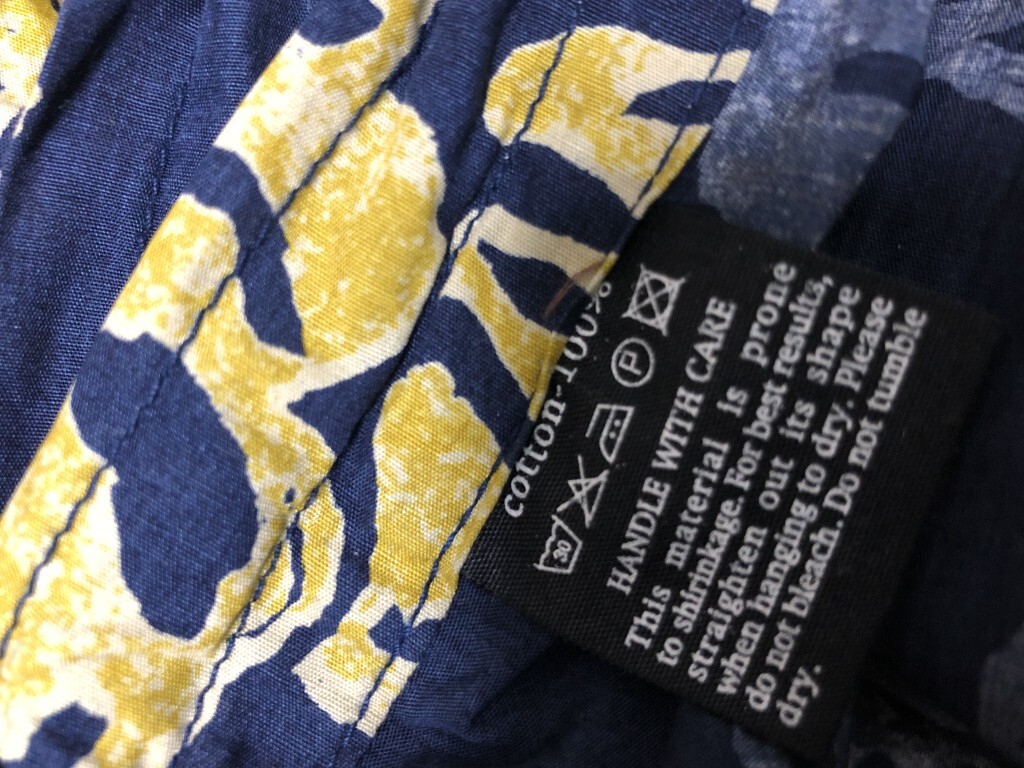 cotton-100%
30 P
HANDLE WITH CARE
This material is prone
to shrinkage. For best results,
straighten out its shape
when hanging to dry. Please
do not bleach. Do not tumble
dry.